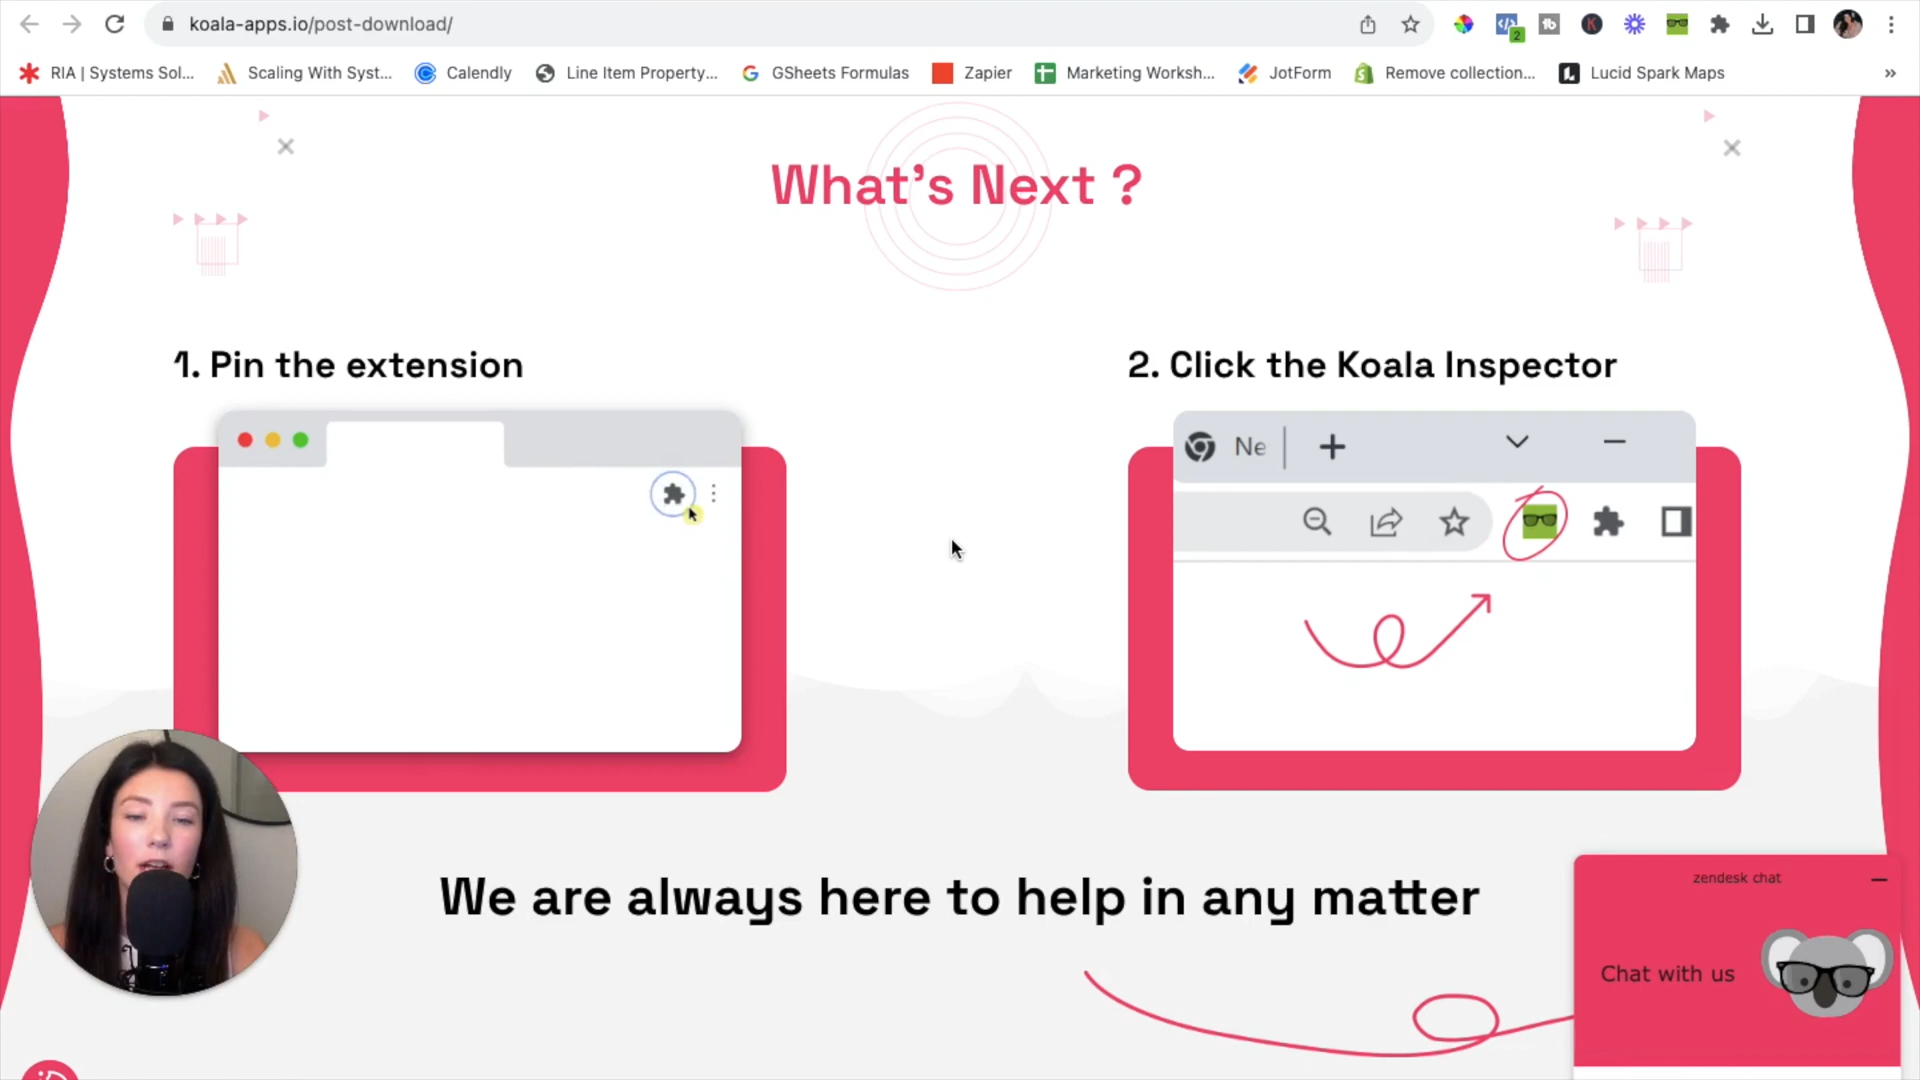 koala-apps.io/post-download/
2
RIA | Systems Sol...
Scaling With Syst...
Calendly
Line Item Property...
GSheets Formulas
Zapier
Marketing Worksh...
JotForm
Remove collection...
Lucid Spark Maps
»
What's Next ?
1. Pin the extension
2. Click the Koala Inspector
Ne
We are always here to help in any matter
zendesk chat
Chat with us